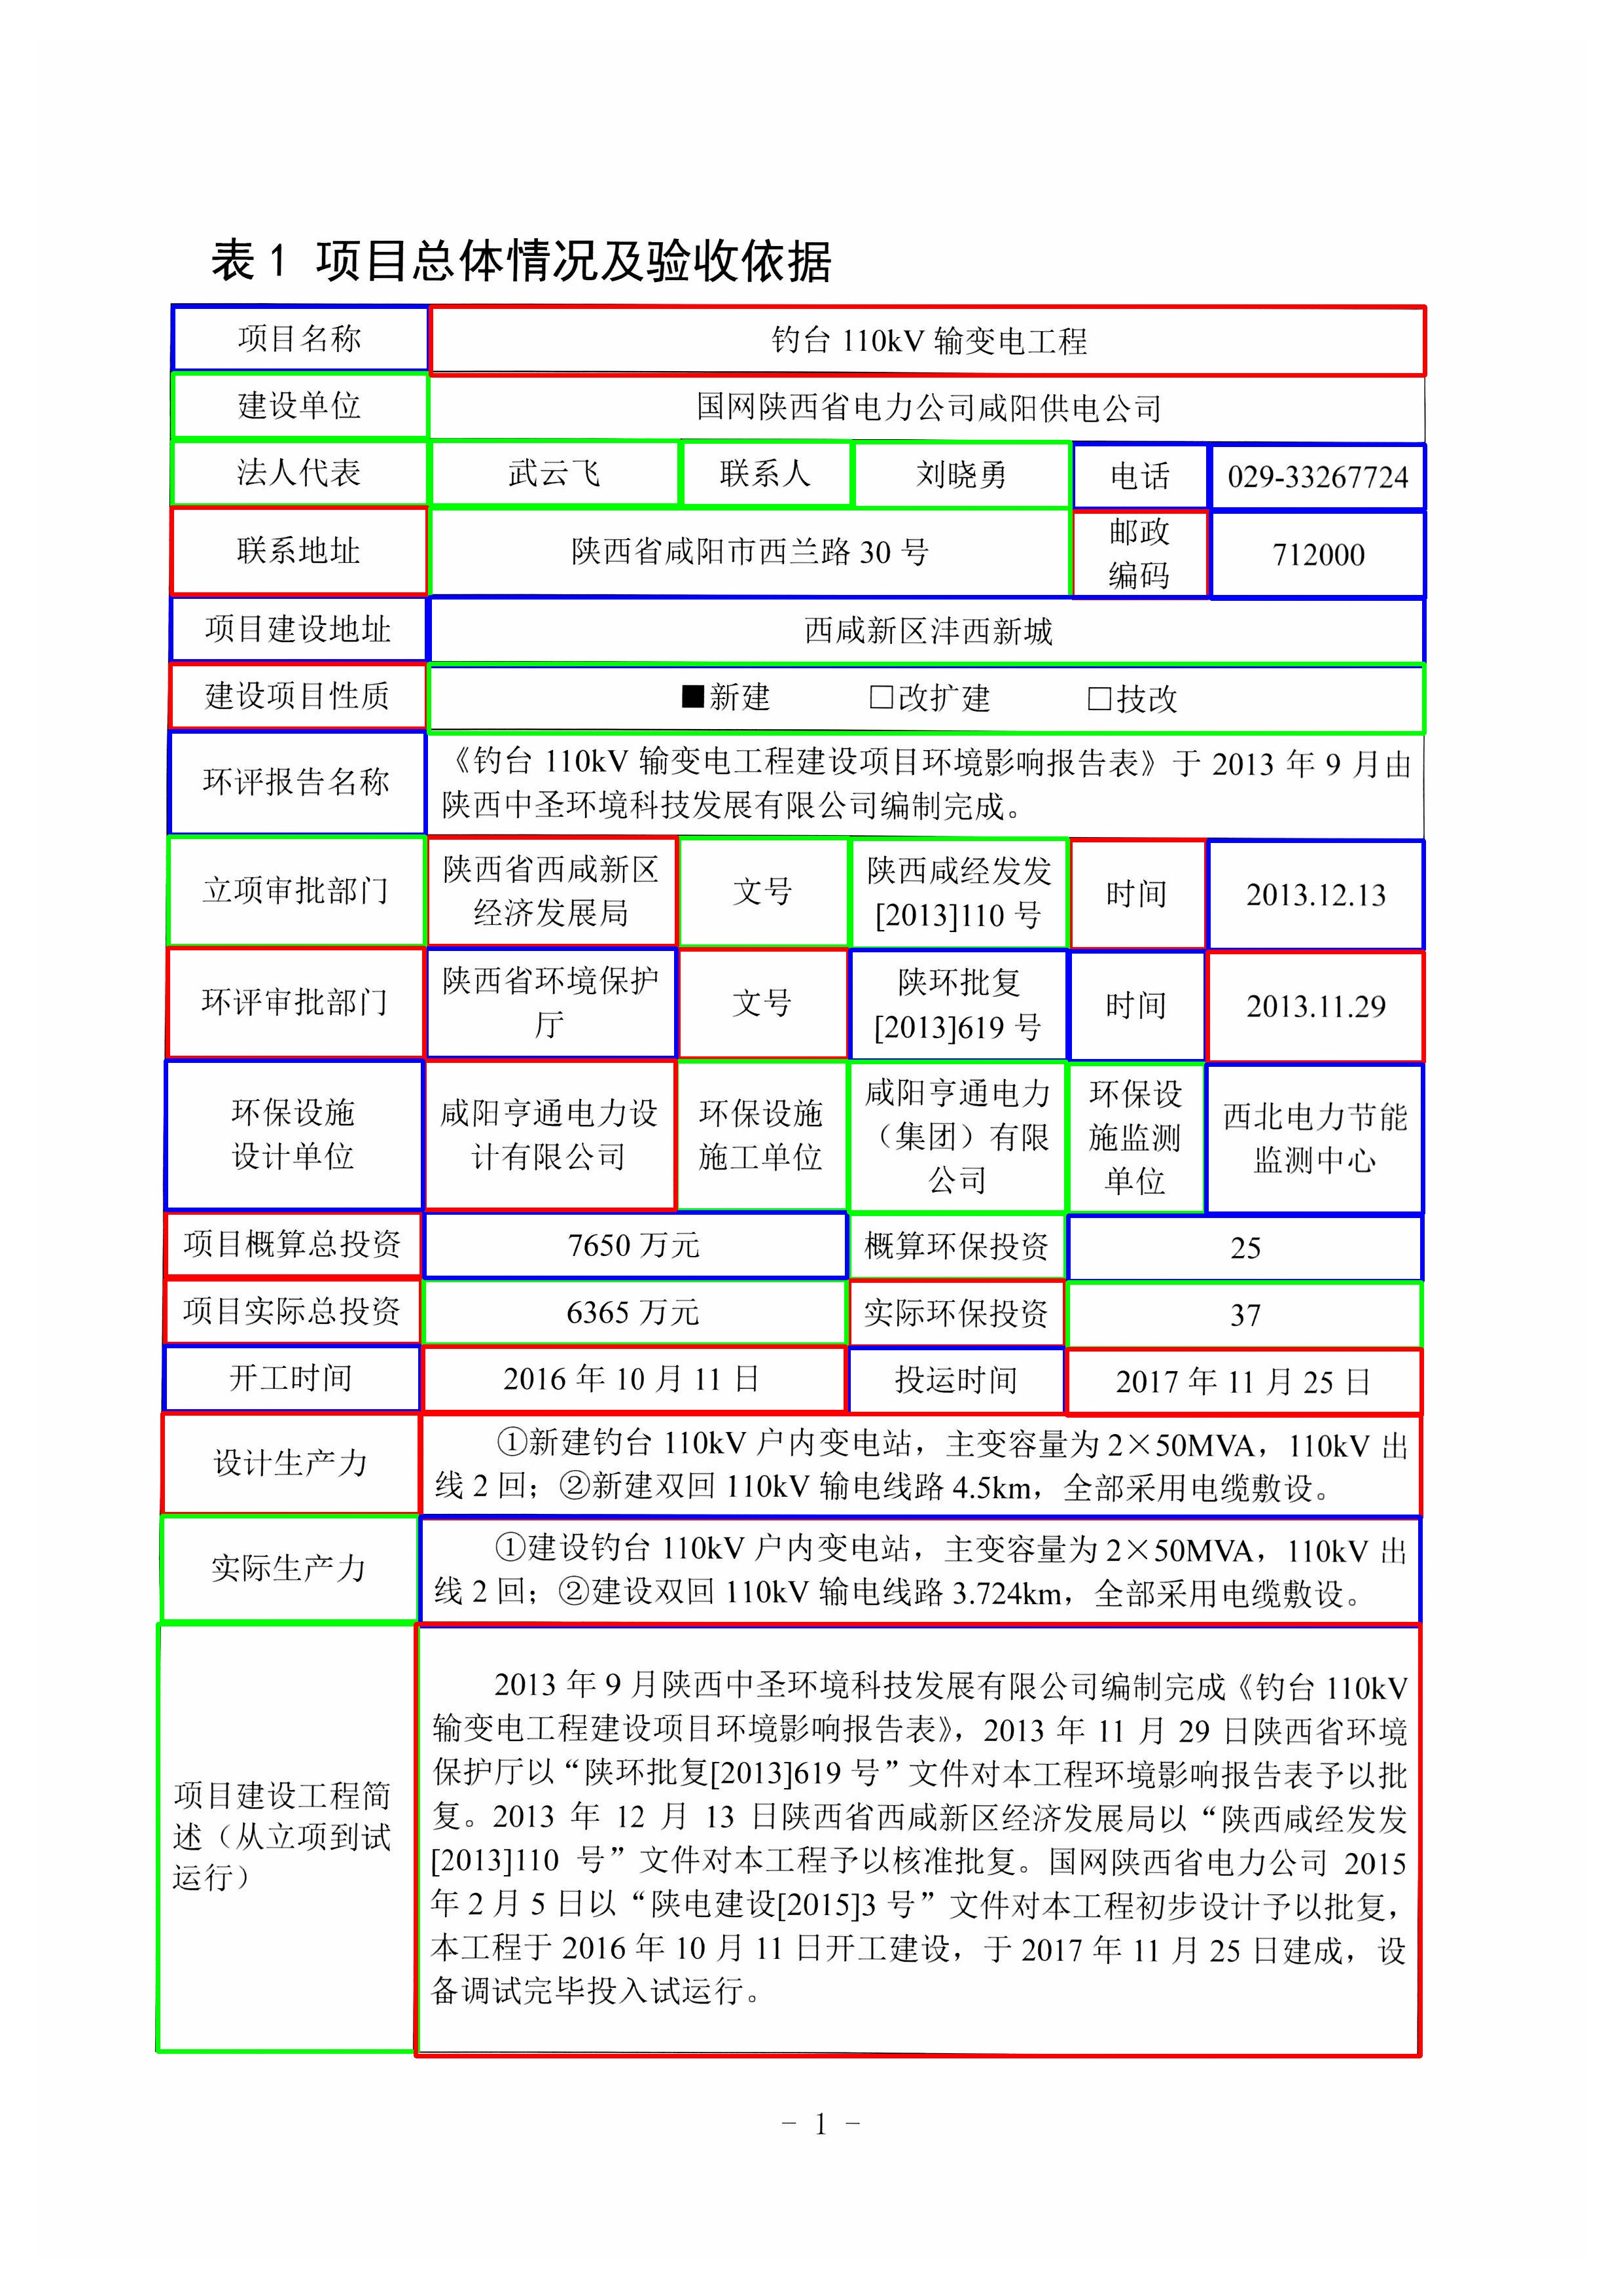 表1 项目总体情况及验收依据
项目名称
钓台 110kV 输变电工程
建设单位
国网陕西省电力公司咸阳供电公司
法人代表
武云飞
联系人
刘晓勇
电话
029-33267724
联系地址
陕西省咸阳市西兰路 30 号
邮政
编码
712000
项目建设地址
西咸新区沣西新城
建设项目性质
■新建 □改扩建 □技改
环评报告名称
《钓台 110kV 输变电工程建设项目环境影响报告表》于 2013 年 9 月由
陕西中圣环境科技发展有限公司编制完成。
立项审批部门
陕西省西咸新区
经济发展局
文号
陕西咸经发发
[2013]110 号
时间
2013.12.13
环评审批部门
陕西省环境保护
厅
文号
陕环批复
[2013]619 号
时间
2013.11.29
环保设施
设计单位
咸阳亨通电力设
计有限公司
环保设施
施工单位
咸阳亨通电力
（集团）有限
公司
环保设
施监测
单位
西北电力节能
监测中心
项目概算总投资
7650 万元
概算环保投资
25
项目实际总投资
6365 万元
实际环保投资
37
开工时间
2016 年 10 月 11 日
投运时间
2017 年 11 月 25 日
设计生产力
①新建钓台 110kV 户内变电站，主变容量为 2×50MVA，110kV 出
线 2 回；②新建双回 110kV 输电线路 4.5km，全部采用电缆敷设。
实际生产力
①建设钓台 110kV 户内变电站，主变容量为 2×50MVA，110kV 出
线 2 回；②建设双回 110kV 输电线路 3.724km，全部采用电缆敷设。
项目建设工程简
述（从立项到试
运行）
2013 年 9 月陕西中圣环境科技发展有限公司编制完成《钓台 110kV
输变电工程建设项目环境影响报告表》，2013 年 11 月 29 日陕西省环境
保护厅以“陕环批复[2013]619 号”文件对本工程环境影响报告表予以批
复。2013 年 12 月 13 日陕西省西咸新区经济发展局以“陕西咸经发发
[2013]110 号”文件对本工程予以核准批复。国网陕西省电力公司 2015
年 2 月 5 日以“陕电建设[2015]3 号”文件对本工程初步设计予以批复，
本工程于 2016 年 10 月 11 日开工建设，于 2017 年 11 月 25 日建成，设
备调试完毕投入试运行。
- 1 -